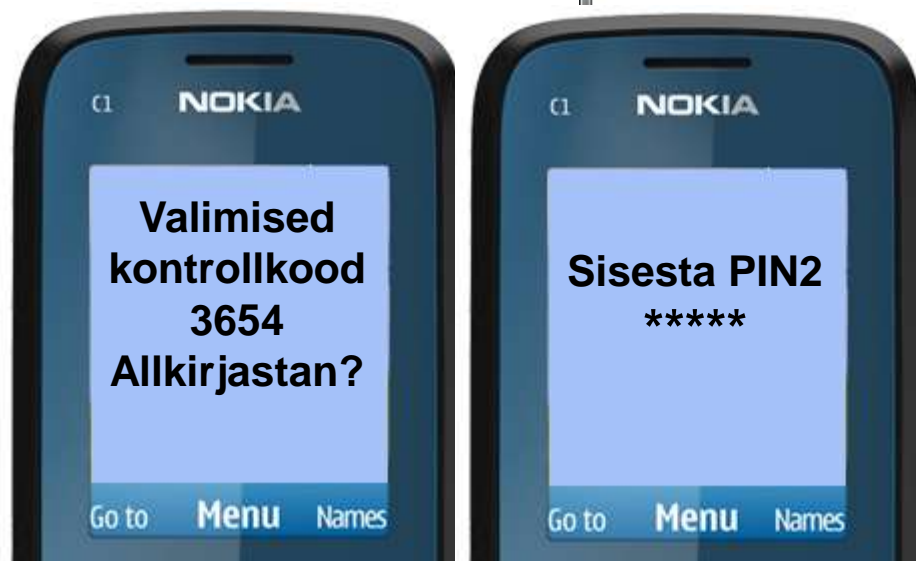 C1 NOKIA
Valimised
kontrollkood
3654
Allkirjastan?
Go to Menu Names
C1 NOKIA
Sisesta PIN2
*****
Go to Menu Names